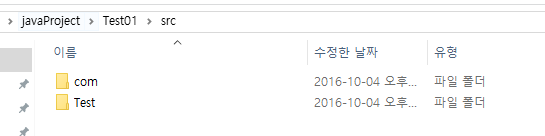 javaProject > Test01 > src
이름 수정한 날짜 유형
com 2016-10-04 오후... 파일 폴더
Test 2016-10-04 오후... 파일 폴더